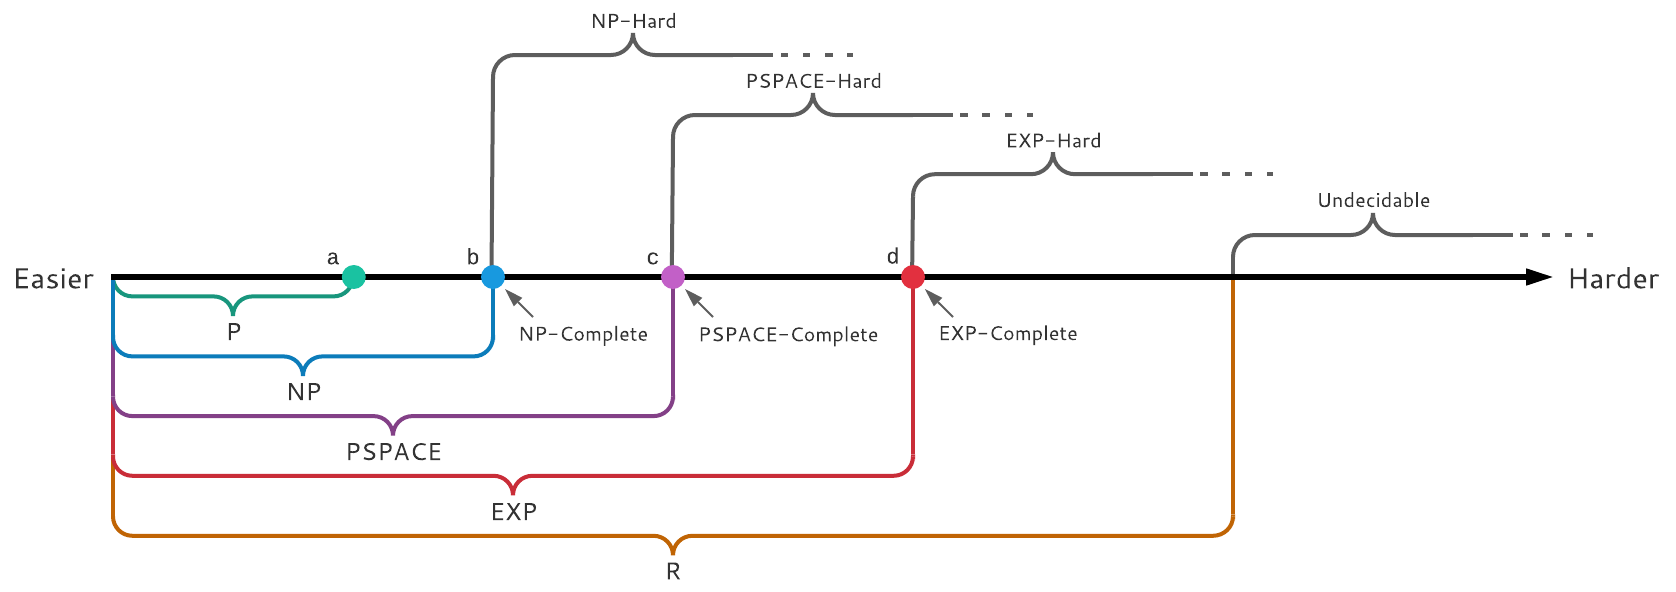 NP-Hard
PSPACE-Hard
EXP-Hard
Undecidable
a
b
c
d
Easier
Harder
P
NP-Complete
PSPACE-Complete
EXP-Complete
NP
PSPACE
EXP
R